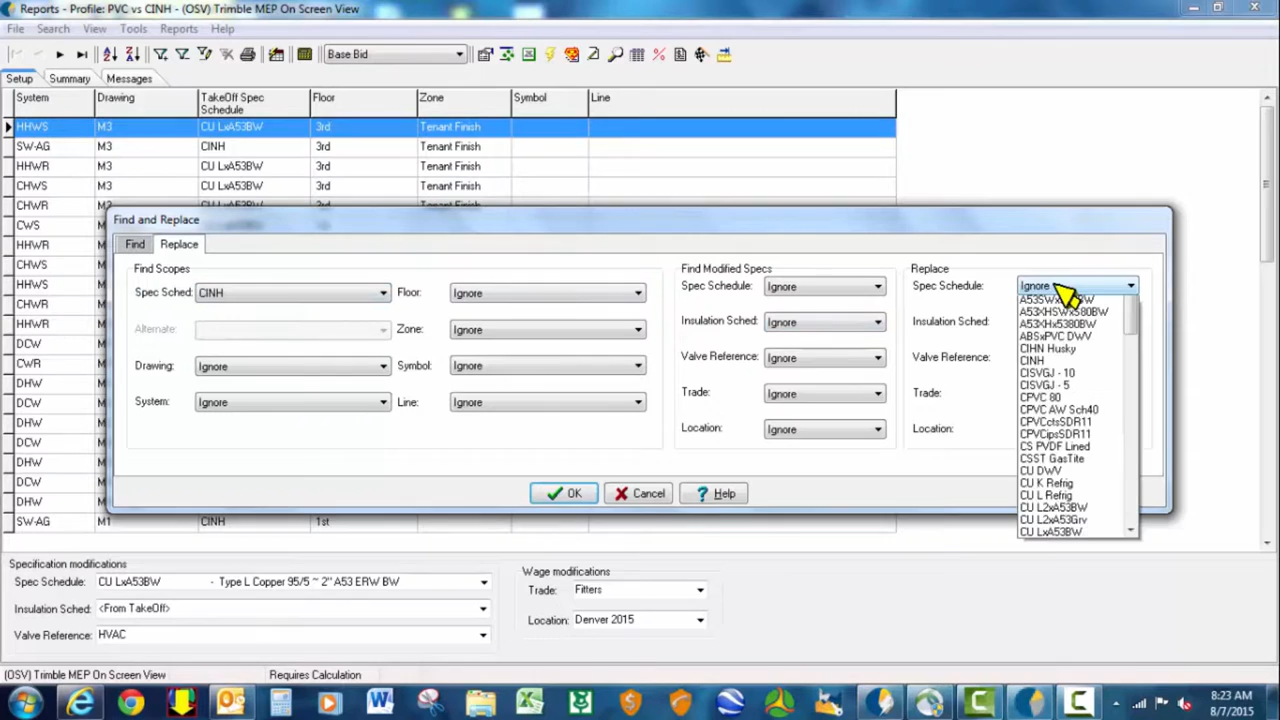 Reports - Profile: PVC vs CINH - (OSV) Trimble MEP On Screen View
File Search View Tools Reports Help
Base Bid
Setup Summary Messages
System Drawing TakeOff Spec Schedule Floor Zone Symbol Line
HHWS M3 CU LxA53BW 3rd Tenant Finish
SW-AG M3 CINH 3rd Tenant Finish
HHWR M3 CU LxA53BW 3rd Tenant Finish
CHWS M3 CU LxA53BW 3rd Tenant Finish
CHWR M3 CU LxA53BW 3rd Tenant Finish
CWS
HHWR
CHWS
HHWS
CHWR
HHWR
DCW
CWR
DHW
DCW
DHW
DCW
DHW
DCW
DHW
SW-AG M1 CINH 1st
Find and Replace
Find Replace
Find Scopes
Spec Sched: CINH Floor: Ignore
Alternate: Zone: Ignore
Drawing: Ignore Symbol: Ignore
System: Ignore Line: Ignore
Find Modified Specs
Spec Schedule: Ignore
Insulation Sched: Ignore
Valve Reference: Ignore
Trade: Ignore
Location: Ignore
Replace
Spec Schedule: Ignore
Insulation Sched:
Valve Reference:
Trade:
Location:
A53XHSWxS80BW
A53XHx5380BW
ABSxPVC DWV
CIHN Husky
CINH
CISVGJ - 10
CISVGJ - 5
CPVC 80
CPVC AW Sch40
CPVCctsSDR11
CPVCipsSDR11
CS PVDF Lined
CSST GasTite
CU DWV
CU K Refrig
CU L Refrig
CU L2xA53BW
CU L2xA53Grv
CU LxA53BW
OK Cancel Help
Specification modifications
Spec Schedule: CU LxA53BW - Type L Copper 95/5 ~ 2" A53 ERW BW
Insulation Sched: <From TakeOff>
Valve Reference: HVAC
Wage modifications
Trade: Fitters
Location: Denver 2015
(OSV) Trimble MEP On Screen View Requires Calculation
8:23 AM
8/7/2015